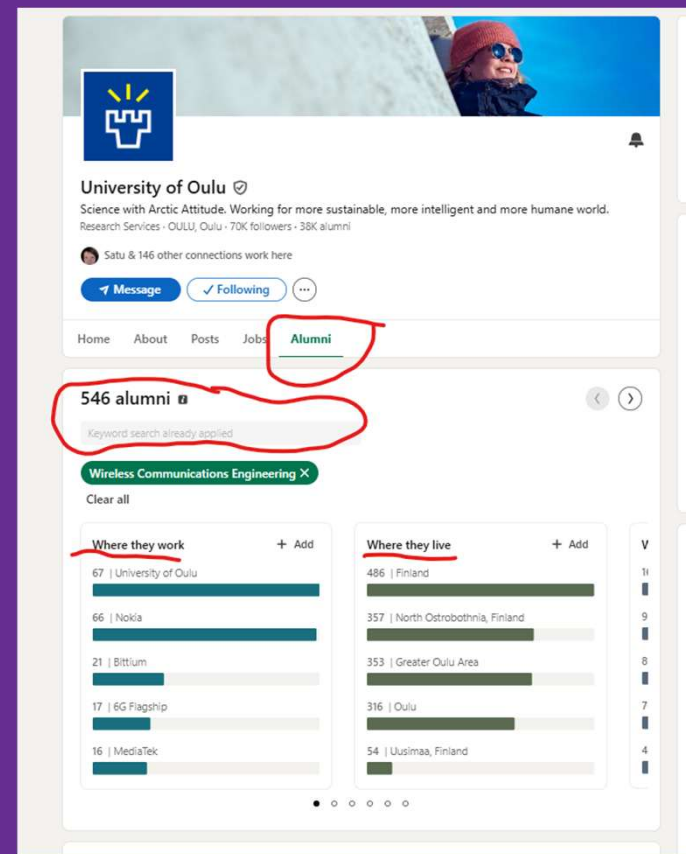 University of Oulu
Science with Arctic Attitude. Working for more sustainable, more intelligent and more humane world.
Research Services · OULU, Oulu · 70K followers · 38K alumni
Satu & 146 other connections work here
Message
Following
Home About Posts Jobs Alumni
546 alumni
Keyword search already applied
Wireless Communications Engineering ×
Clear all
Where they work + Add
67 | University of Oulu
66 | Nokia
21 | Bittium
17 | 6G Flagship
16 | MediaTek
Where they live + Add
486 | Finland
357 | North Ostrobothnia, Finland
353 | Greater Oulu Area
316 | Oulu
54 | Uusimaa, Finland
9
8
7
4